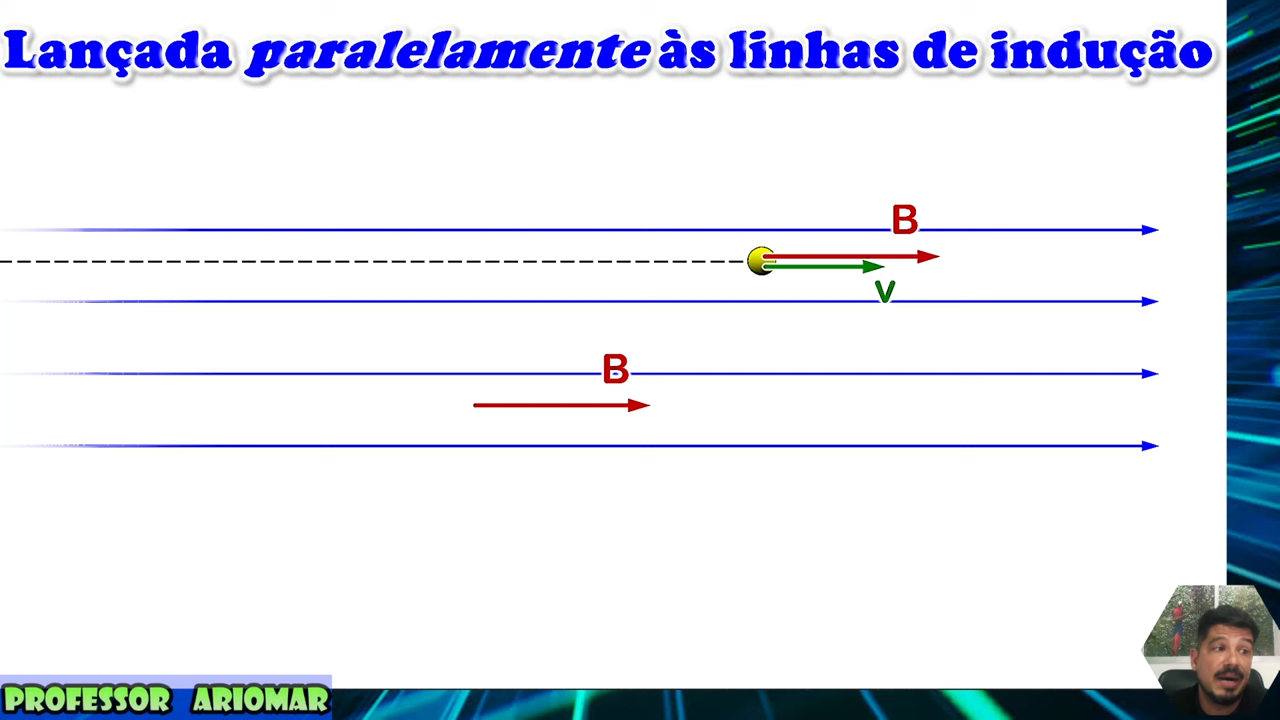 Lançada paralelamente às linhas de indução
B
v
B
PROFESSOR ARIOMAR